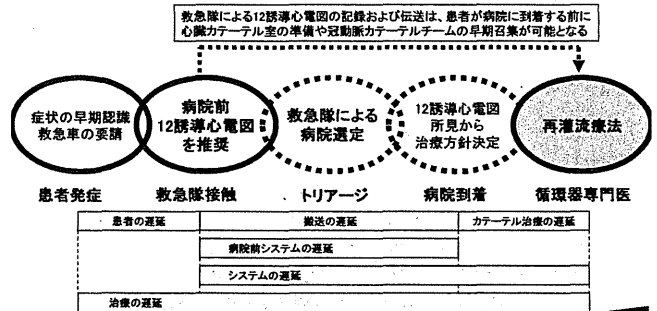 救急隊による12誘導心電図の記録および伝送は、患者が病院に到着する前に
心臓カテーテル室の準備や冠動脈カテーテルチームの早期召集が可能となる
症状の早期認識
救急車の要請
病院前
12誘導心電図
を推奨
救急隊による
病院選定
12誘導心電図
所見から
治療方針決定
再灌流療法
患者発症
救急隊接触
トリアージ
病院到着
循環器専門医
患者の遅延
搬送の遅延
カテーテル治療の遅延
病院前システムの遅延
システムの遅延
治療の遅延